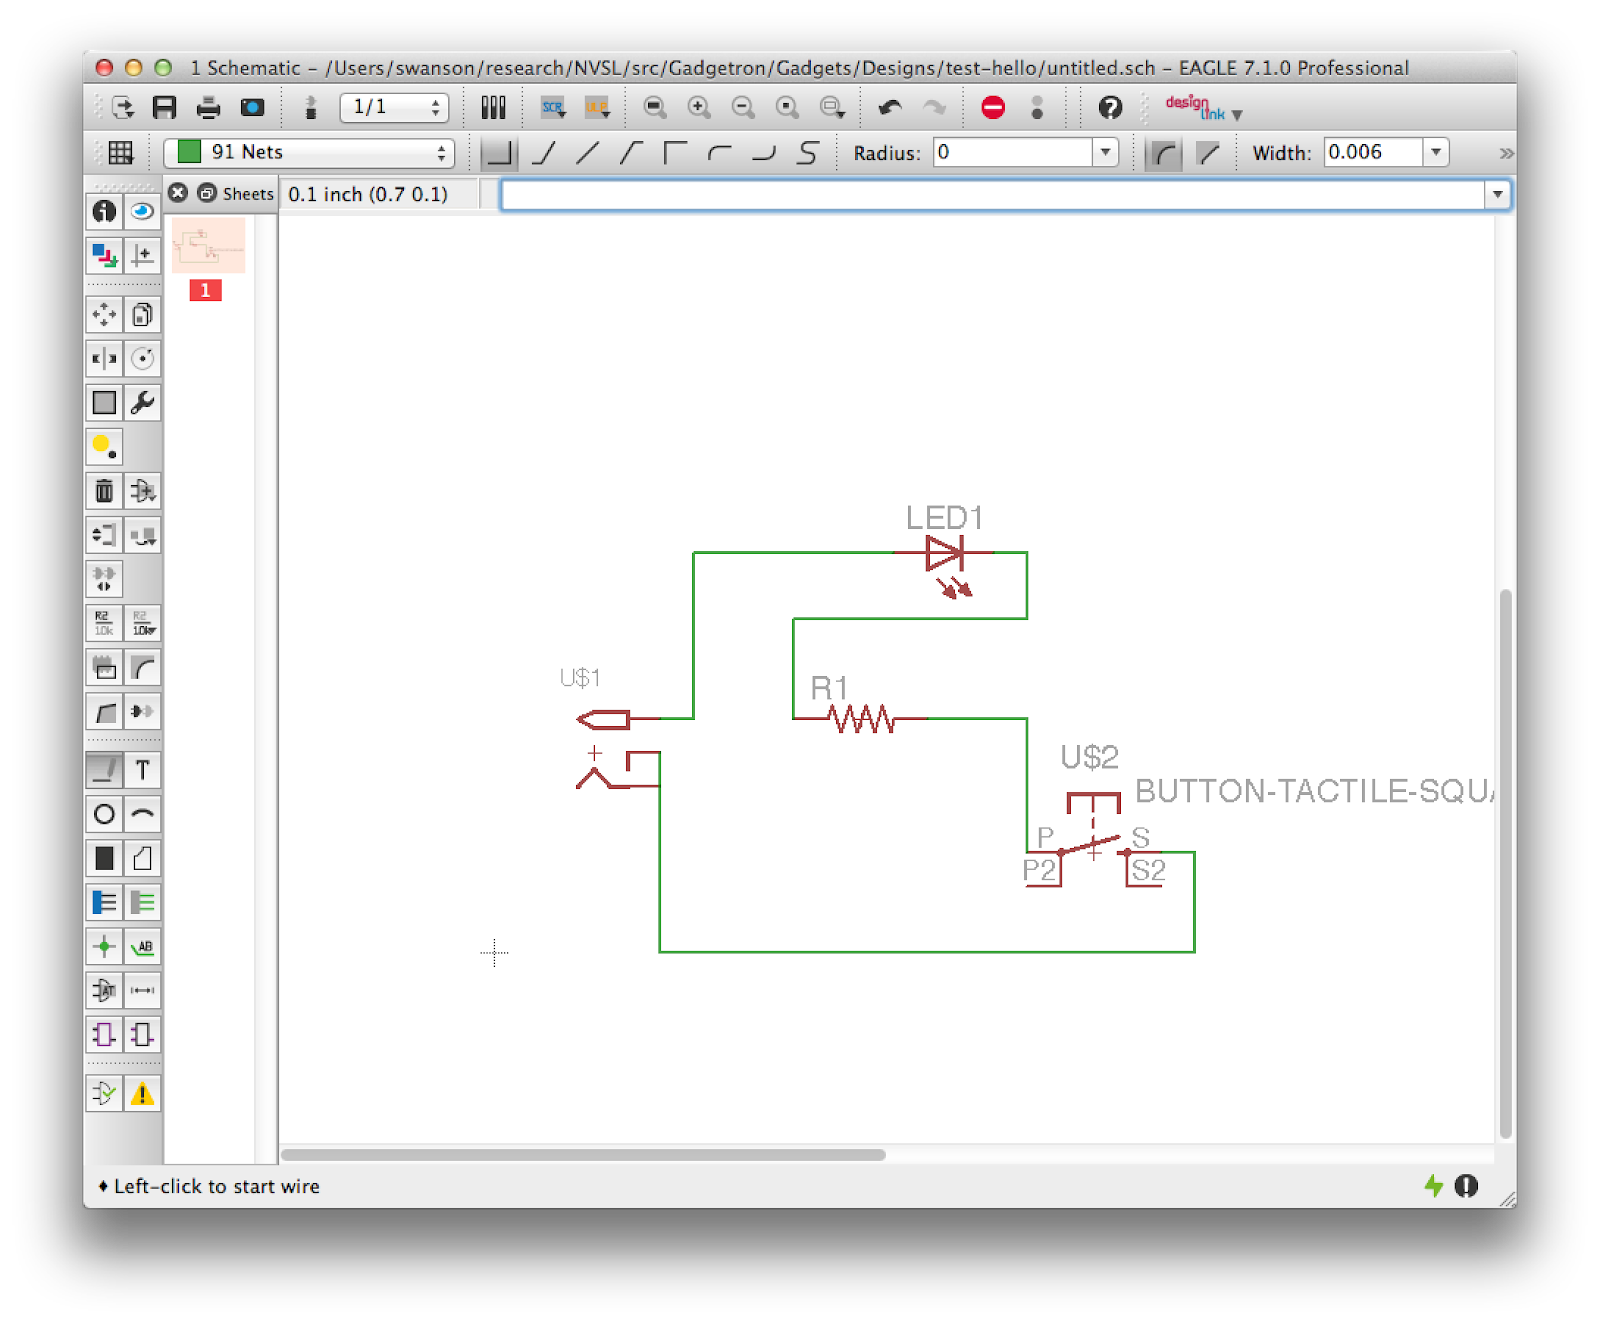 1 Schematic – /Users/swanson/research/NVSL/src/Gadgetron/Gadgets/Designs/test-hello/untitled.sch – EAGLE 7.1.0 Professional
1/1
SCR
ULP
design link
91 Nets
Radius: 0
Width: 0.006
Sheets
0.1 inch (0.7 0.1)
1
R2 10k
R2 10k
T
AB
LED1
U$1
R1
U$2
BUTTON-TACTILE-SQU
P
S
P2
S2
Left-click to start wire